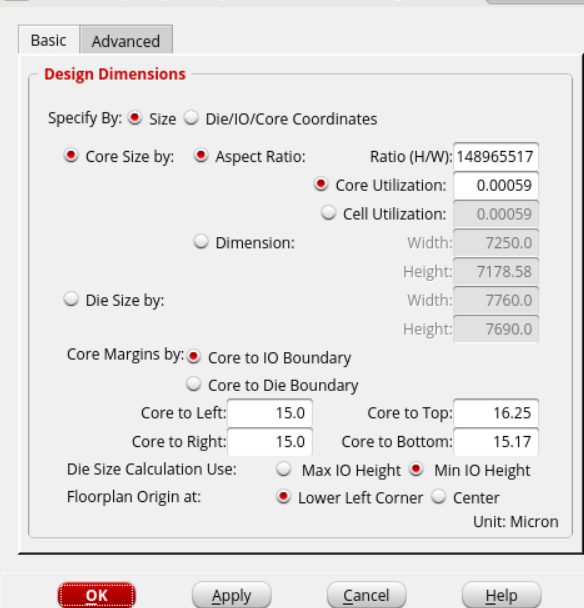 Basic Advanced
Design Dimensions
Specify By: Size Die/IO/Core Coordinates
Core Size by: Aspect Ratio: Ratio (H/W): 148965517
Core Utilization: 0.00059
Cell Utilization: 0.00059
Dimension: Width: 7250.0
Height: 7178.58
Die Size by: Width: 7760.0
Height: 7690.0
Core Margins by: Core to IO Boundary
Core to Die Boundary
Core to Left: 15.0 Core to Top: 16.25
Core to Right: 15.0 Core to Bottom: 15.17
Die Size Calculation Use: Max IO Height Min IO Height
Floorplan Origin at: Lower Left Corner Center
Unit: Micron
OK Apply Cancel Help